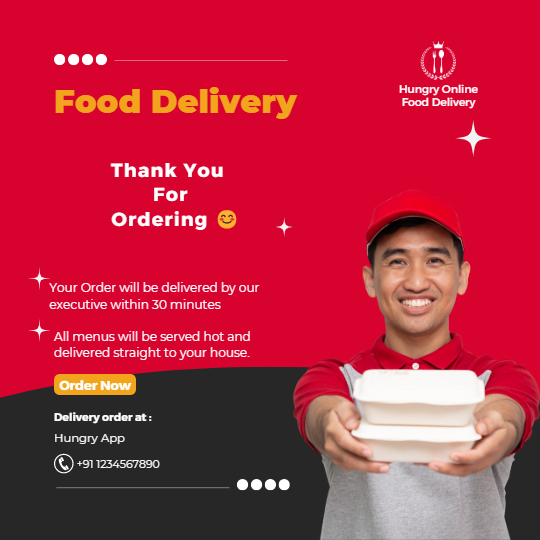 Hungry Online
Food Delivery
Food Delivery
Thank You
For
Ordering 😊
Your Order will be delivered by our
executive within 30 minutes
All menus will be served hot and
delivered straight to your house.
Order Now
Delivery order at :
Hungry App
+91 1234567890